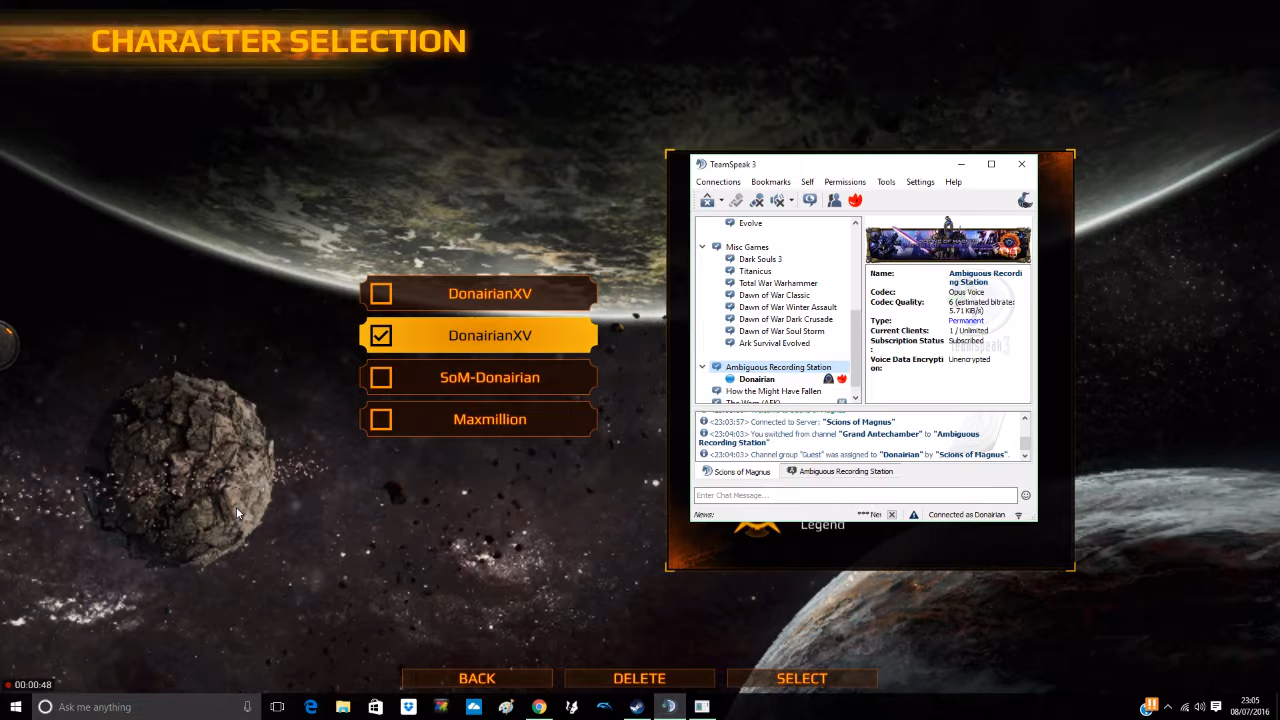 CHARACTER SELECTION
DonairianXV
DonairianXV
SoM-Donairian
Maxmillion
TeamSpeak 3
Connections Bookmarks Self Permissions Tools Settings Help
Evolve
Misc Games
Dark Souls 3
Titanicus
Total War Warhammer
Dawn of War Classic
Dawn of War Winter Assault
Dawn of War Dark Crusade
Dawn of War Soul Storm
Ark Survival Evolved
Ambiguous Recording Station
Donairian
How the Might Have Fallen
Name: Ambiguous Recordi
ng Station
Codec: Opus Voice
Codec Quality: 6 (estimated bitrate:
5.71 KiB/s)
Type: Permanent
Current Clients: 1 / Unlimited
Subscription Status Subscribed
:
Voice Data Encrypti Unencrypted
on:
<23:03:57> Connected to Server: "Scions of Magnus"
<23:04:03> You switched from channel "Grand Antechamber" to "Ambiguous
Recording Station"
<23:04:03> Channel group "Guest" was assigned to "Donairian" by "Scions of Magnus".
Scions of Magnus Ambiguous Recording Station
Enter Chat Message...
News: *** Ne Connected as Donairian
Legend
BACK DELETE SELECT
00:00:48
Ask me anything
23:05
08/07/2016